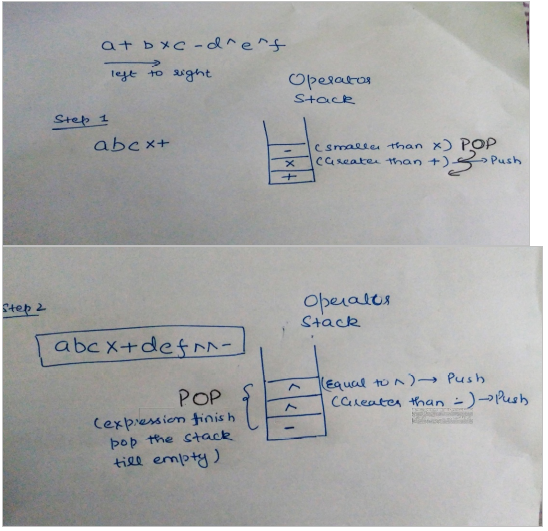 a + b × c - d ^ e ^ f
left to right
Operator
Stack
Step 1
abc×+
- (smaller than ×) POP
× (Greater than +) → Push
+
Step 2
Operator
Stack
abc×+def^^-
^ (Equal to ^) → Push
POP ^ (Greater than -) → Push
(expression finish -
pop the stack
till empty)